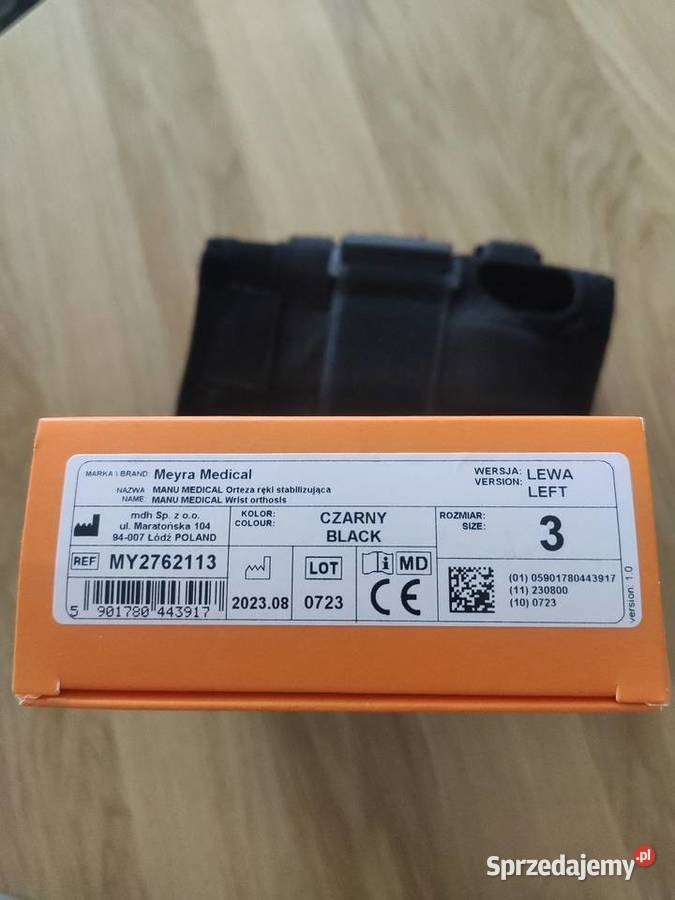 MARKA \ BRAND: Meyra Medical
NAZWA: MANU MEDICAL Orteza ręki stabilizująca
NAME: MANU MEDICAL Wrist orthosis
WERSJA: LEWA
VERSION: LEFT
mdh Sp. z o.o.
ul. Maratońska 104
94-007 Łódź POLAND
KOLOR: CZARNY
COLOUR: BLACK
ROZMIAR:
SIZE: 3
REF MY2762113
2023.08
LOT
0723
i MD
CE
5 901780 443917
(01) 05901780443917
(11) 230800
(10) 0723
version: 1.0
Sprzedajemy.pl